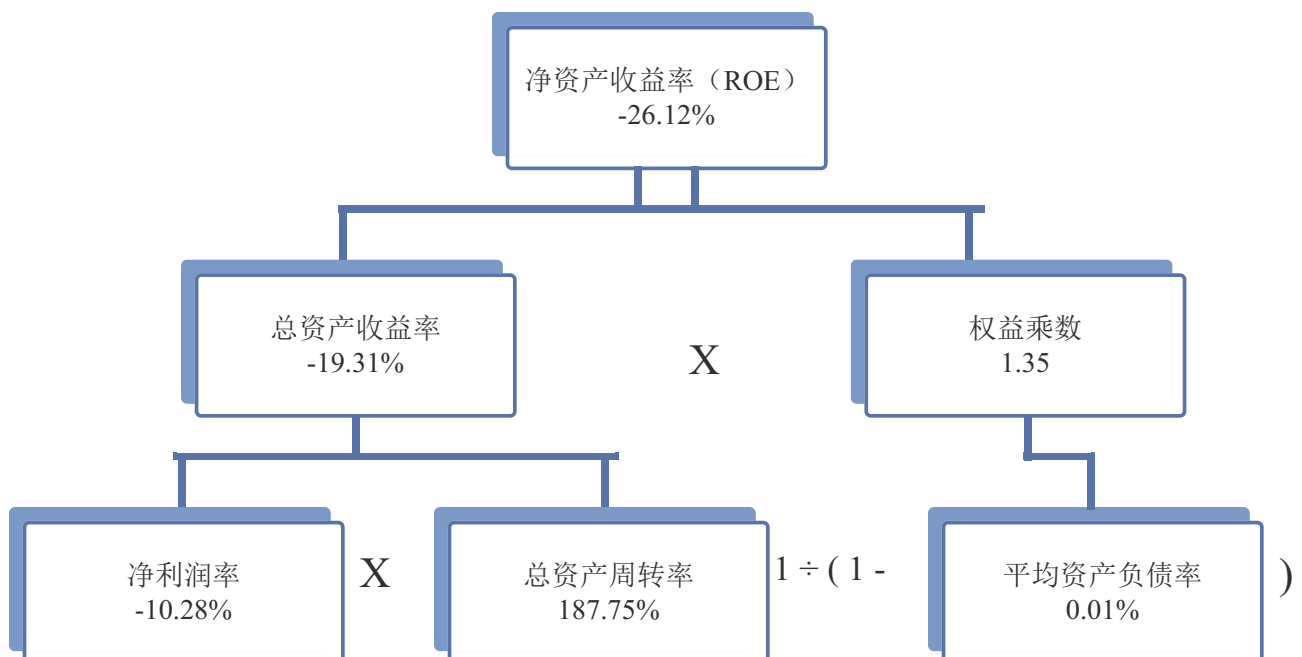 净资产收益率（ROE）
-26.12%
总资产收益率
-19.31%
X
权益乘数
1.35
净利润率
-10.28%
X
总资产周转率
187.75%
1 ÷ ( 1 -
平均资产负债率
0.01%
)